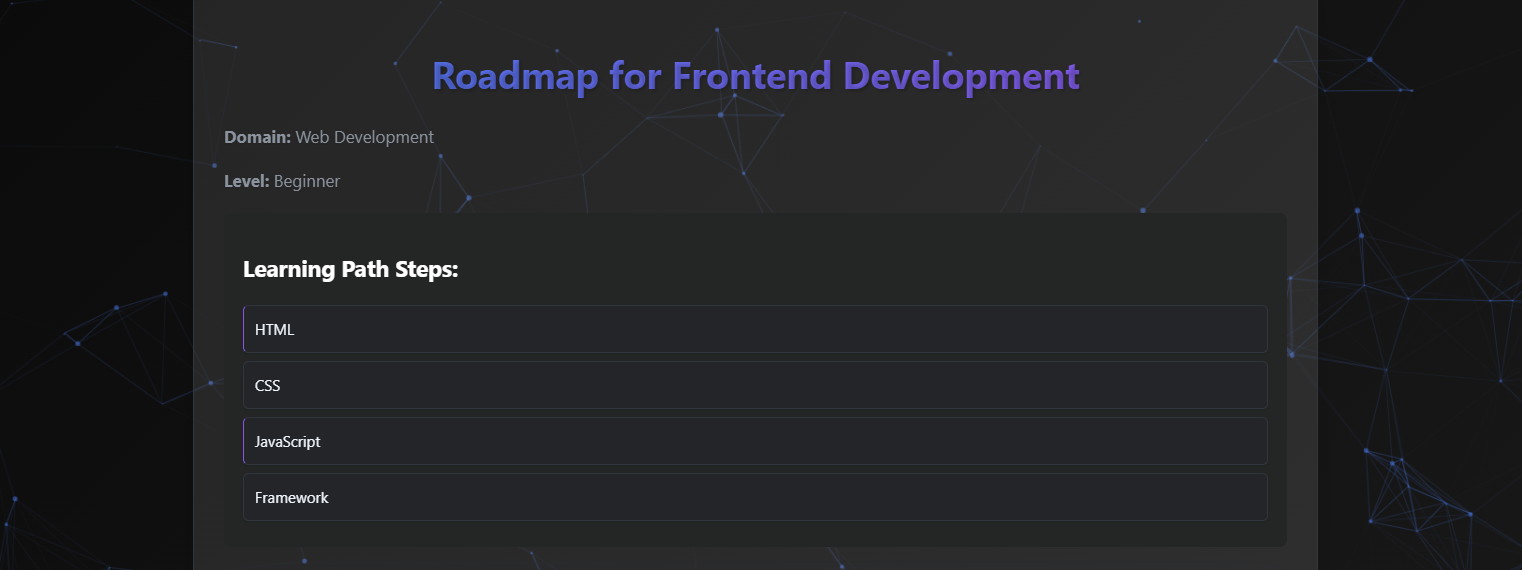 Roadmap for Frontend Development
Domain: Web Development
Level: Beginner
Learning Path Steps:
HTML
CSS
JavaScript
Framework